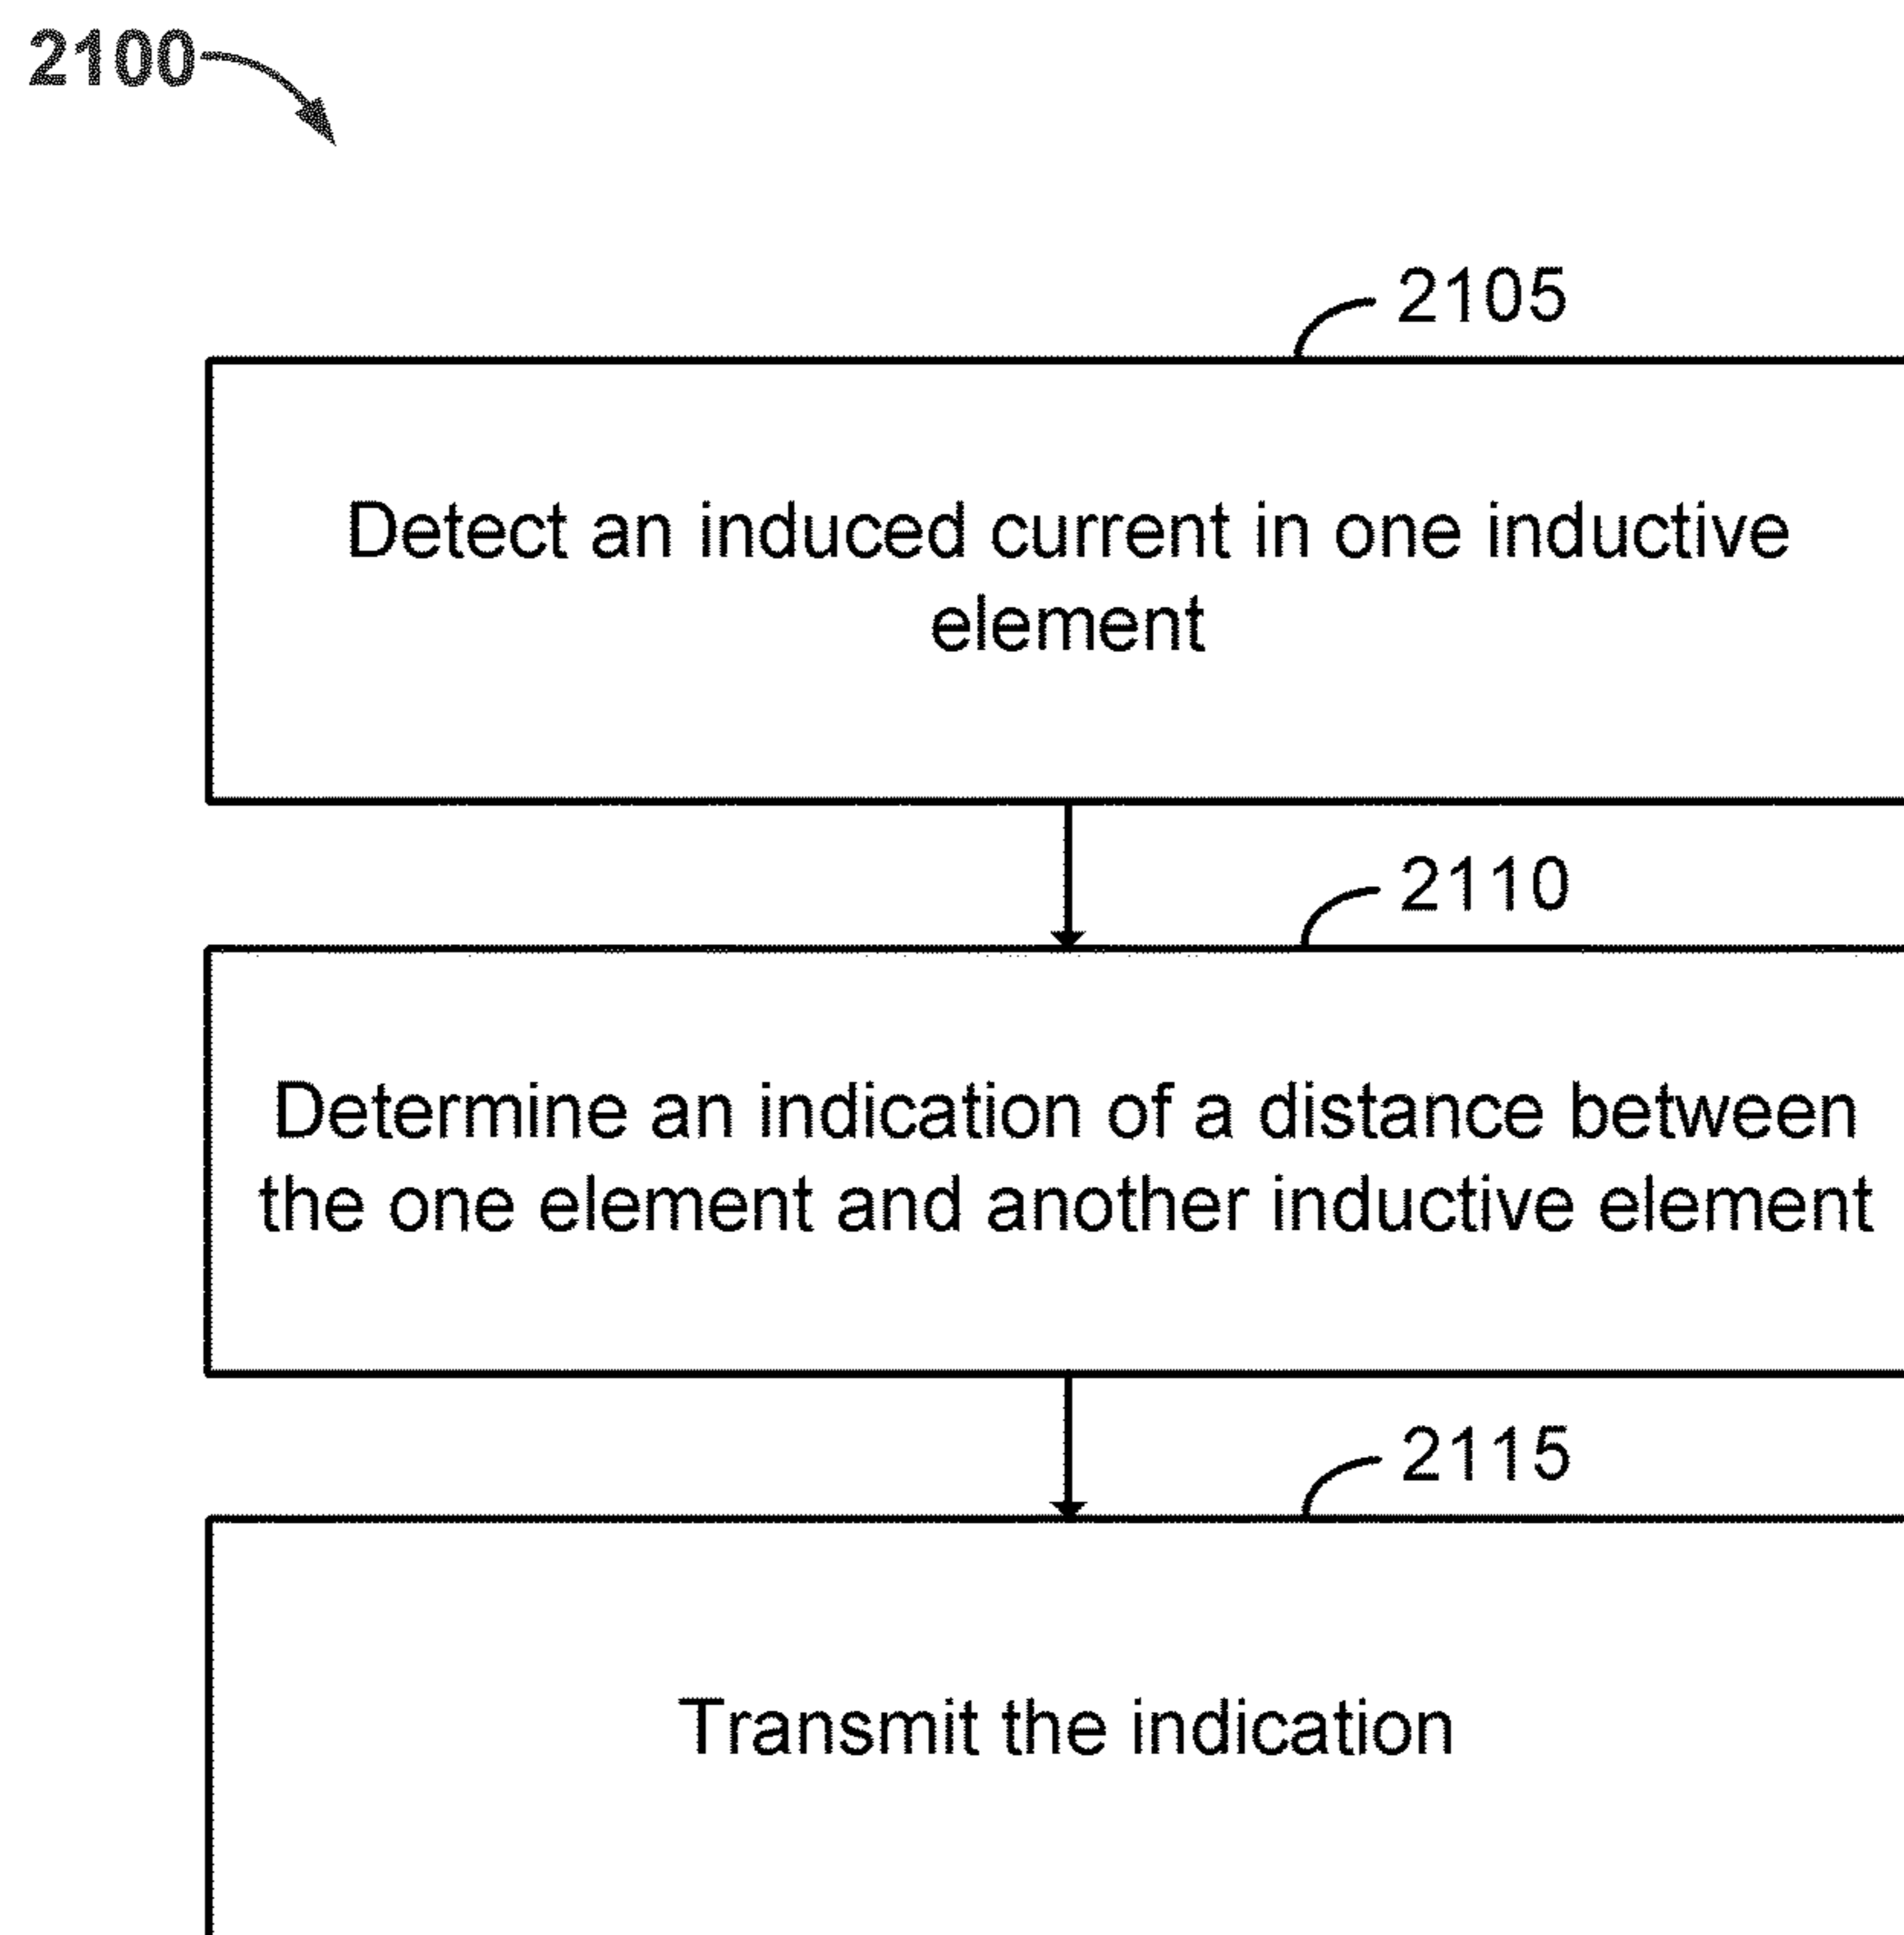 2100
2105
Detect an induced current in one inductive
element
2110
Determine an indication of a distance between
the one element and another inductive element
2115
Transmit the indication